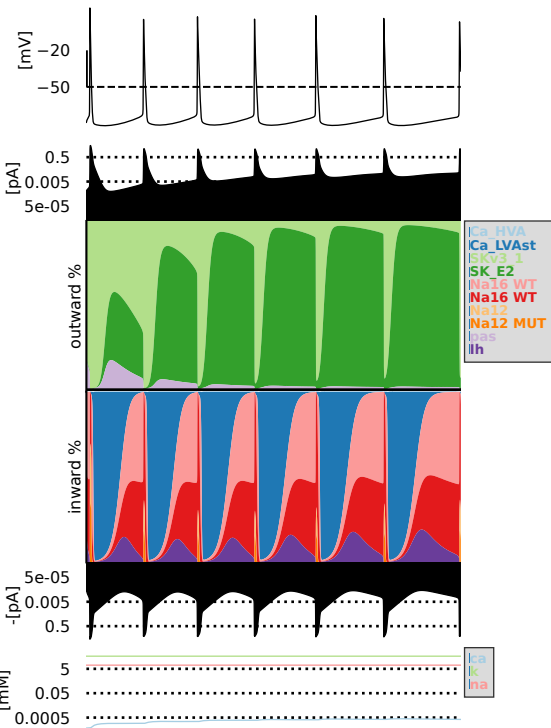 [mV]
−20
−50
[pA]
0.5
0.005
5e-05
outward %
Ca_HVA
Ca_LVAst
SKv3_1
SK_E2
Na16 WT
Na16 WT
Na12
Na12 MUT
pas
Ih
inward %
-[pA]
5e-05
0.005
0.5
[mM]
5
0.05
0.0005
ca
k
na